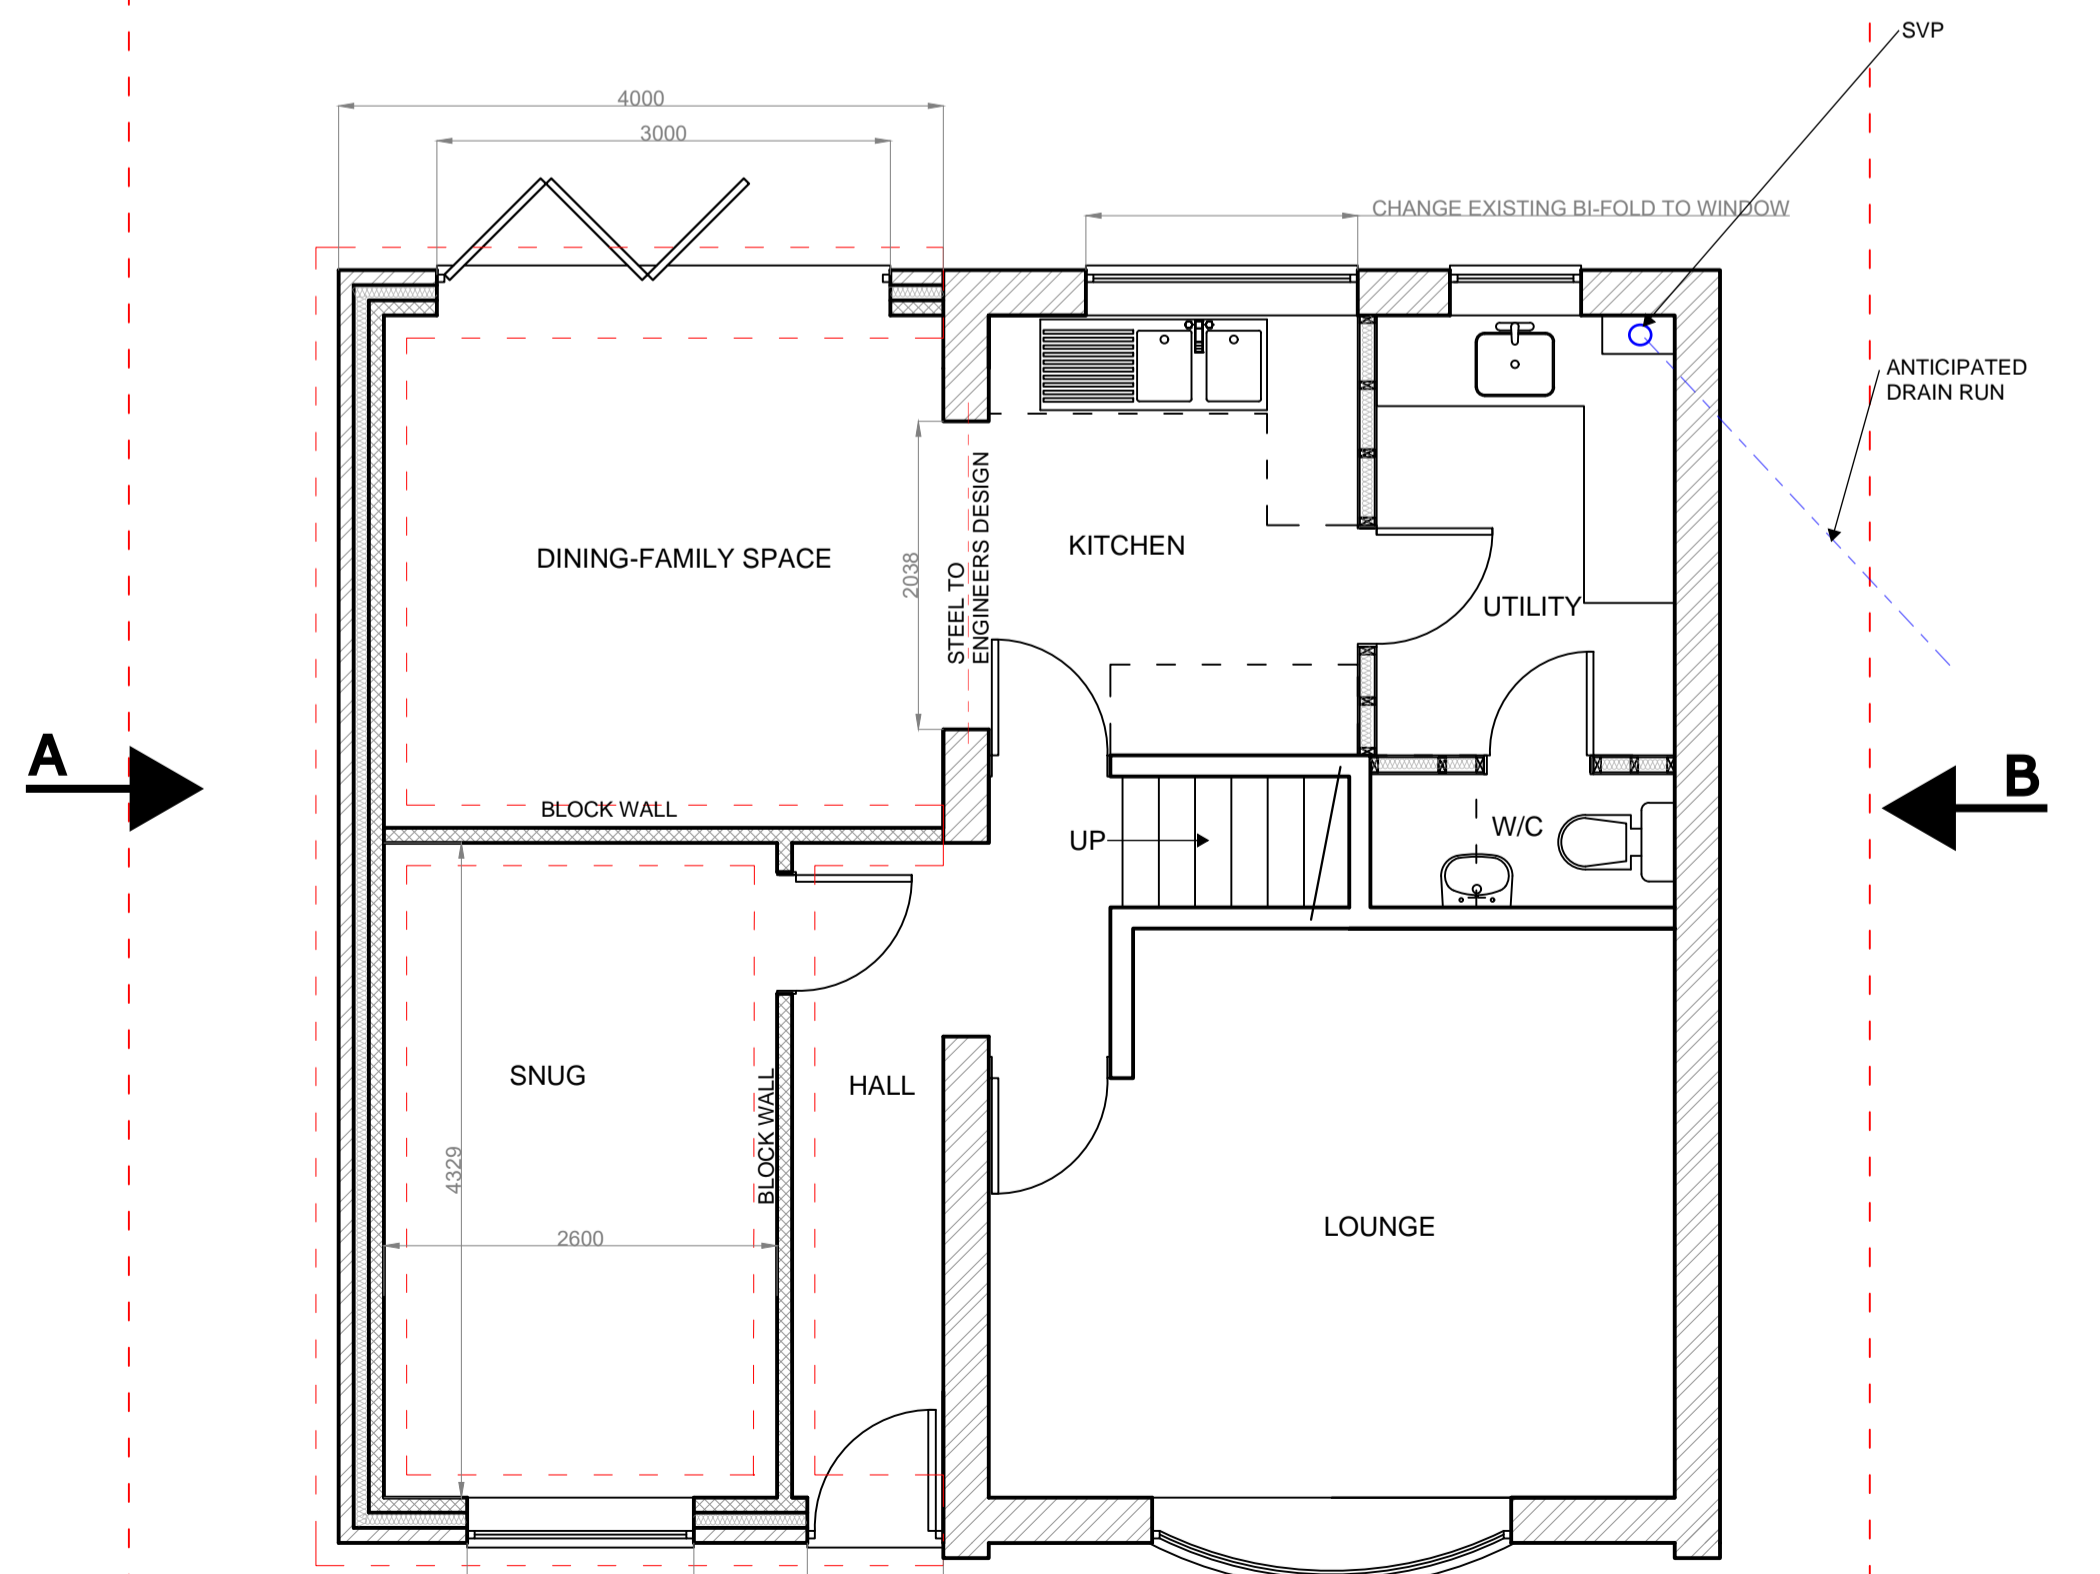 SVP
4000
3000
CHANGE EXISTING BI-FOLD TO WINDOW
ANTICIPATED
DRAIN RUN
STEEL TO
ENGINEERS DESIGN
DINING-FAMILY SPACE
KITCHEN
2038
UTILITY
A
B
BLOCK WALL
UP
W/C
SNUG
HALL
BLOCK WALL
4329
2600
LOUNGE